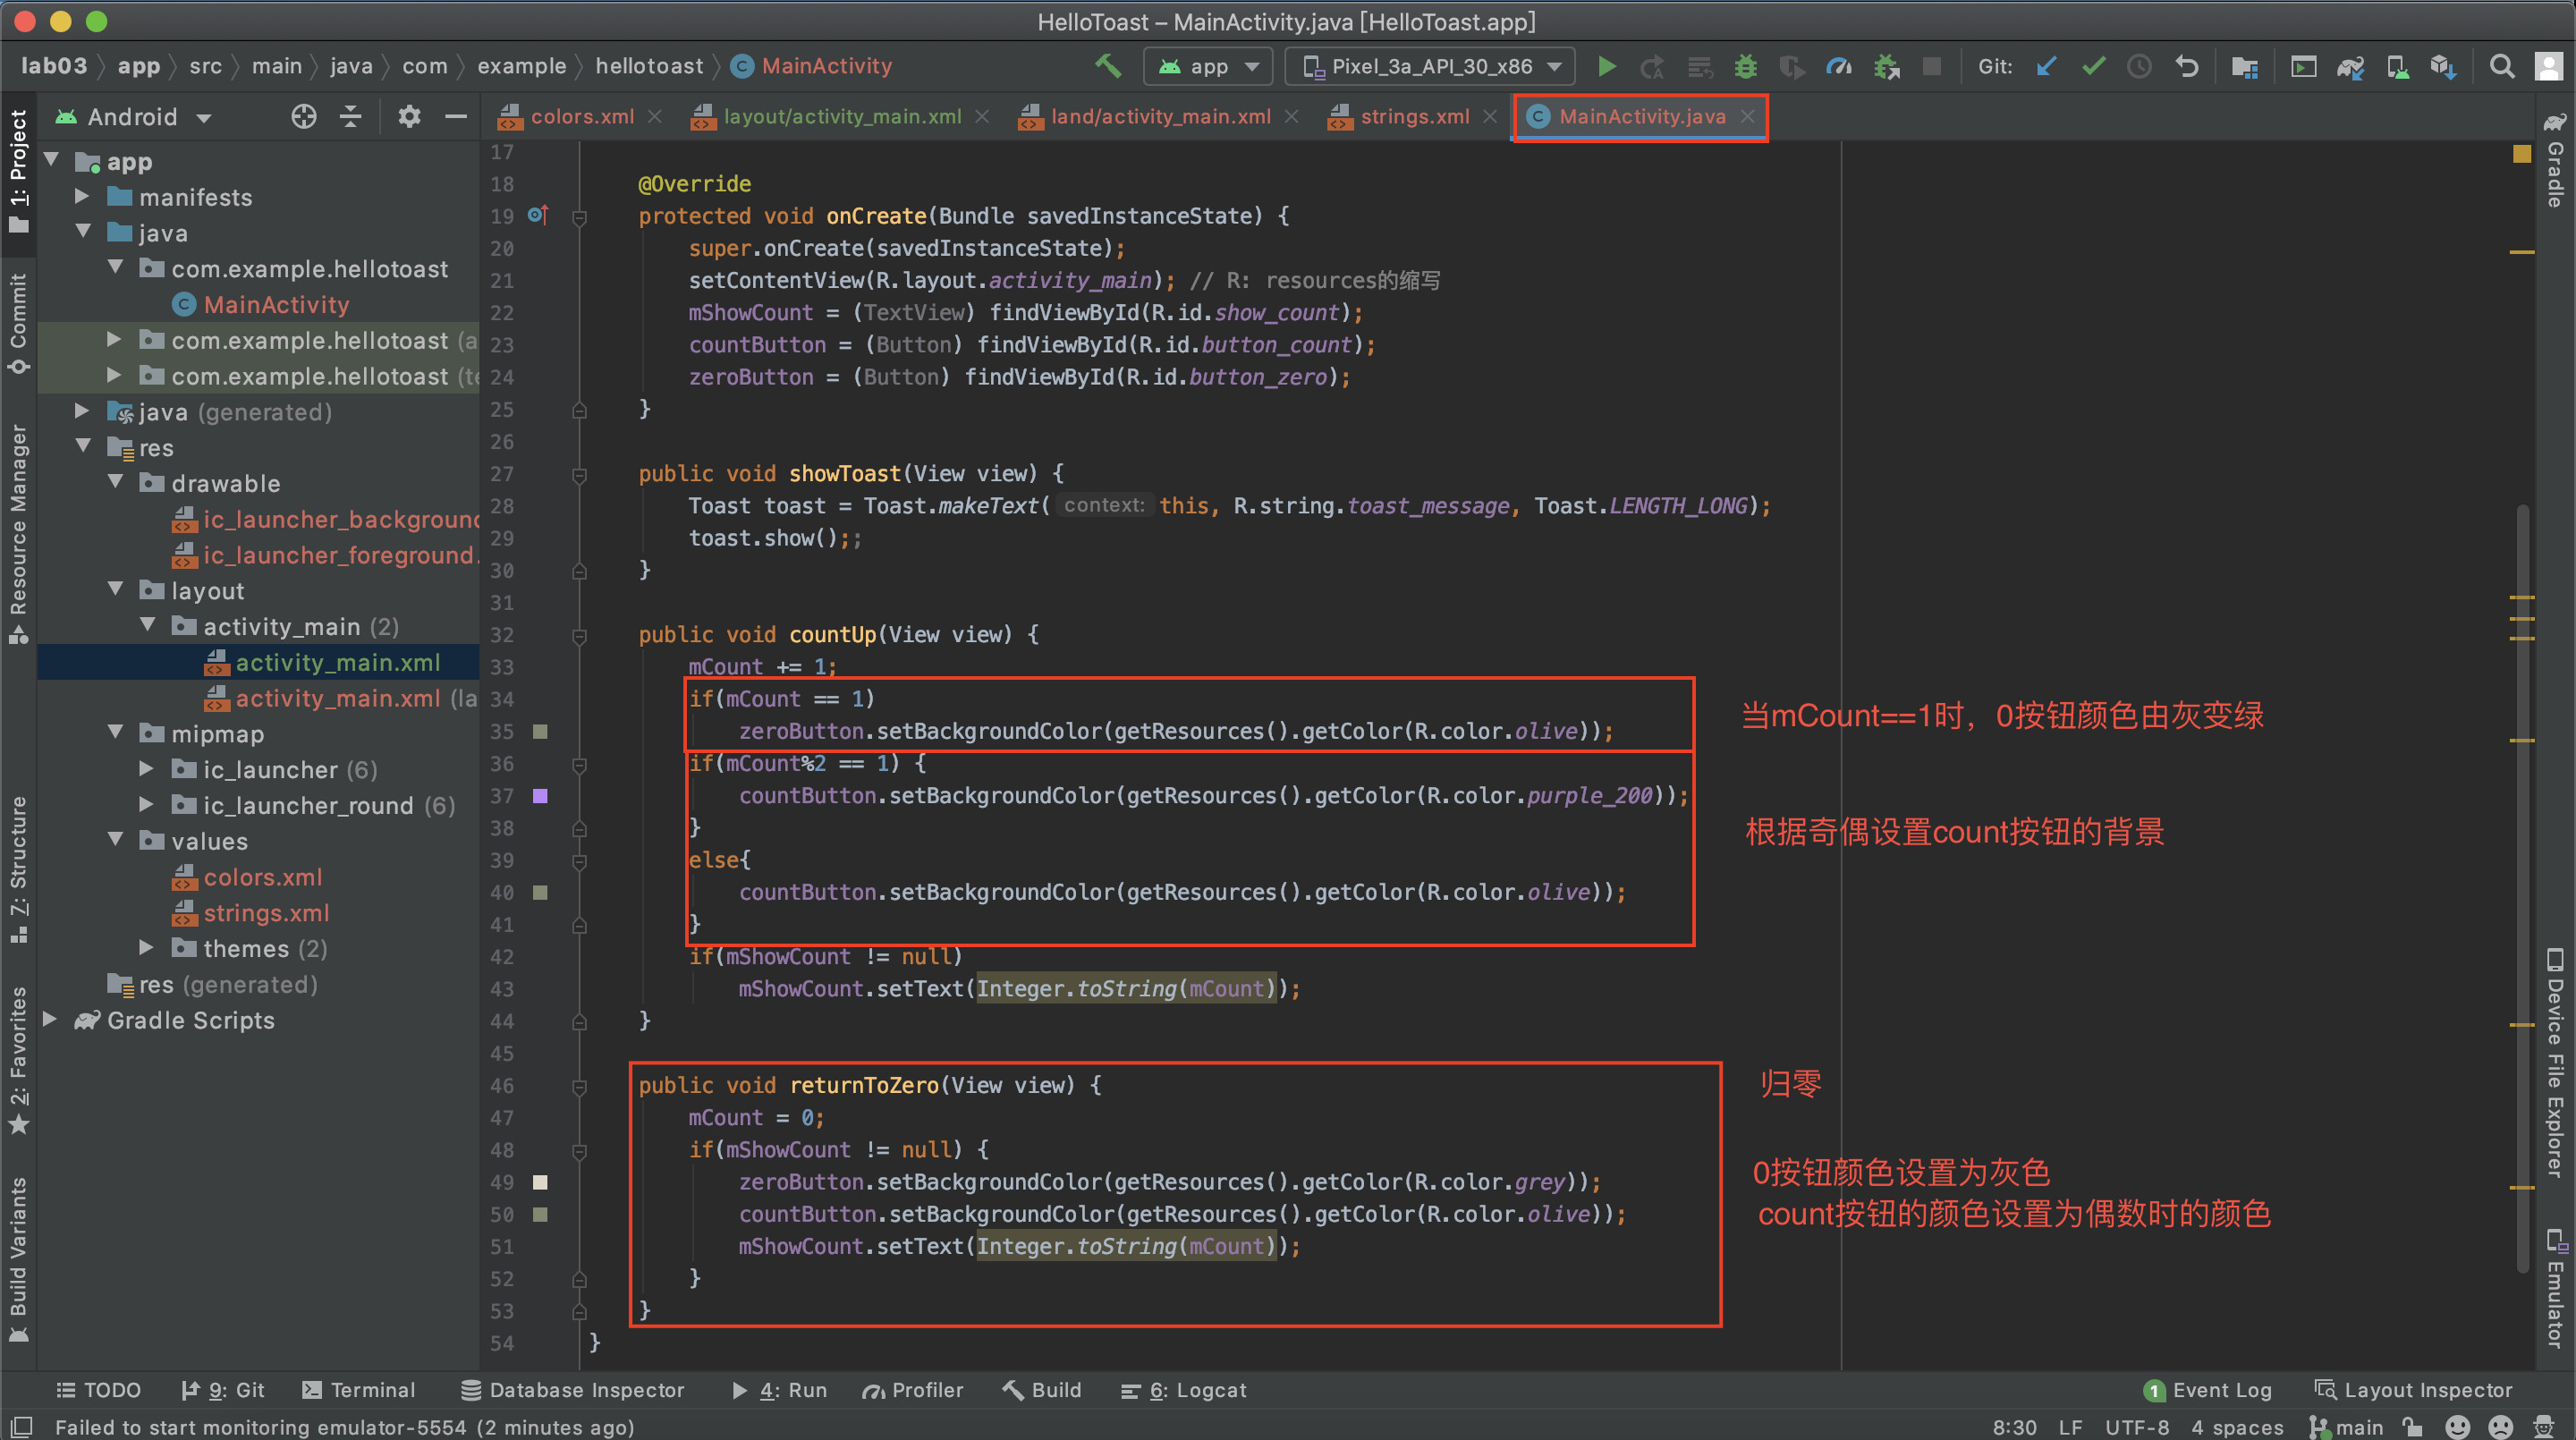 HelloToast – MainActivity.java [HelloToast.app]
lab03 app src main java com example hellotoast MainActivity
app Pixel_3a_API_30_x86 Git:
Android
colors.xml layout/activity_main.xml land/activity_main.xml strings.xml MainActivity.java
1: Project
Commit
Resource Manager
Z: Structure
2: Favorites
Build Variants
app
manifests
java
com.example.hellotoast
MainActivity
com.example.hellotoast (a
com.example.hellotoast (te
java (generated)
res
drawable
ic_launcher_background
ic_launcher_foreground.
layout
activity_main (2)
activity_main.xml
activity_main.xml (la
mipmap
ic_launcher (6)
ic_launcher_round (6)
values
colors.xml
strings.xml
themes (2)
res (generated)
Gradle Scripts
17
18 @Override
19 protected void onCreate(Bundle savedInstanceState) {
20 super.onCreate(savedInstanceState);
21 setContentView(R.layout.activity_main); // R: resources的缩写
22 mShowCount = (TextView) findViewById(R.id.show_count);
23 countButton = (Button) findViewById(R.id.button_count);
24 zeroButton = (Button) findViewById(R.id.button_zero);
25 }
26
27 public void showToast(View view) {
28 Toast toast = Toast.makeText( context: this, R.string.toast_message, Toast.LENGTH_LONG);
29 toast.show();;
30 }
31
32 public void countUp(View view) {
33 mCount += 1;
34 if(mCount == 1)
35 zeroButton.setBackgroundColor(getResources().getColor(R.color.olive));
当mCount==1时，0按钮颜色由灰变绿
36 if(mCount%2 == 1) {
37 countButton.setBackgroundColor(getResources().getColor(R.color.purple_200));
38 }
根据奇偶设置count按钮的背景
39 else{
40 countButton.setBackgroundColor(getResources().getColor(R.color.olive));
41 }
42 if(mShowCount != null)
43 mShowCount.setText(Integer.toString(mCount));
44 }
45
46 public void returnToZero(View view) {
归零
47 mCount = 0;
48 if(mShowCount != null) {
49 zeroButton.setBackgroundColor(getResources().getColor(R.color.grey));
0按钮颜色设置为灰色
50 countButton.setBackgroundColor(getResources().getColor(R.color.olive));
count按钮的颜色设置为偶数时的颜色
51 mShowCount.setText(Integer.toString(mCount));
52 }
53 }
54 }
Gradle
Device File Explorer
Emulator
TODO 9: Git Terminal Database Inspector 4: Run Profiler Build 6: Logcat 1 Event Log Layout Inspector
Failed to start monitoring emulator-5554 (2 minutes ago) 8:30 LF UTF-8 4 spaces main